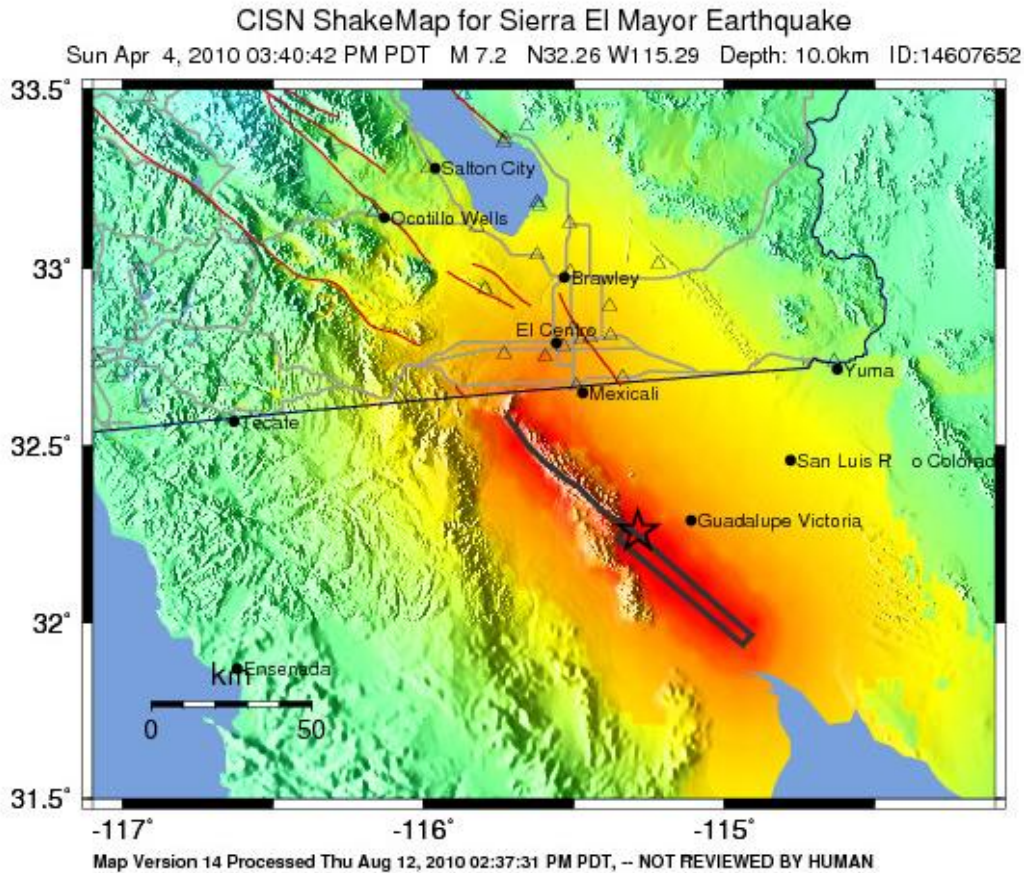 CISN ShakeMap for Sierra El Mayor Earthquake
Sun Apr 4, 2010 03:40:42 PM PDT M 7.2 N32.26 W115.29 Depth: 10.0km ID:14607652
33.5°
Salton City
Ocotillo Wells
33°
Brawley
El Centro
Yuma
Mexicali
Tecate
32.5°
San Luis R o Colorad
Guadalupe Victoria
32°
Ensenada
km
0 50
31.5°
-117° -116° -115°
Map Version 14 Processed Thu Aug 12, 2010 02:37:31 PM PDT, -- NOT REVIEWED BY HUMAN